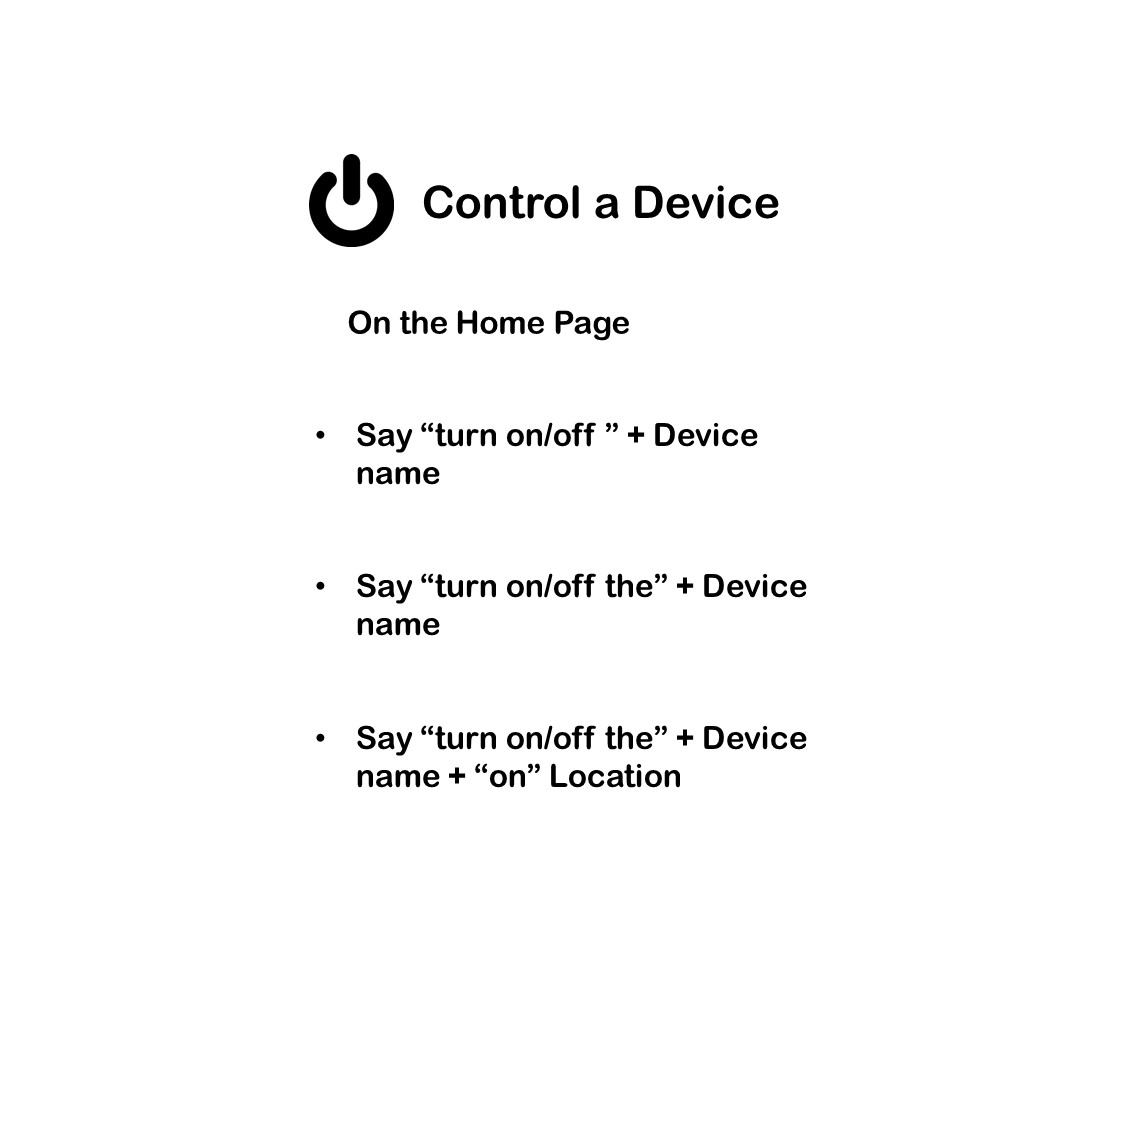 Control a Device
On the Home Page
• Say “turn on/off ” + Device
name
• Say “turn on/off the” + Device
name
• Say “turn on/off the” + Device
name + “on” Location